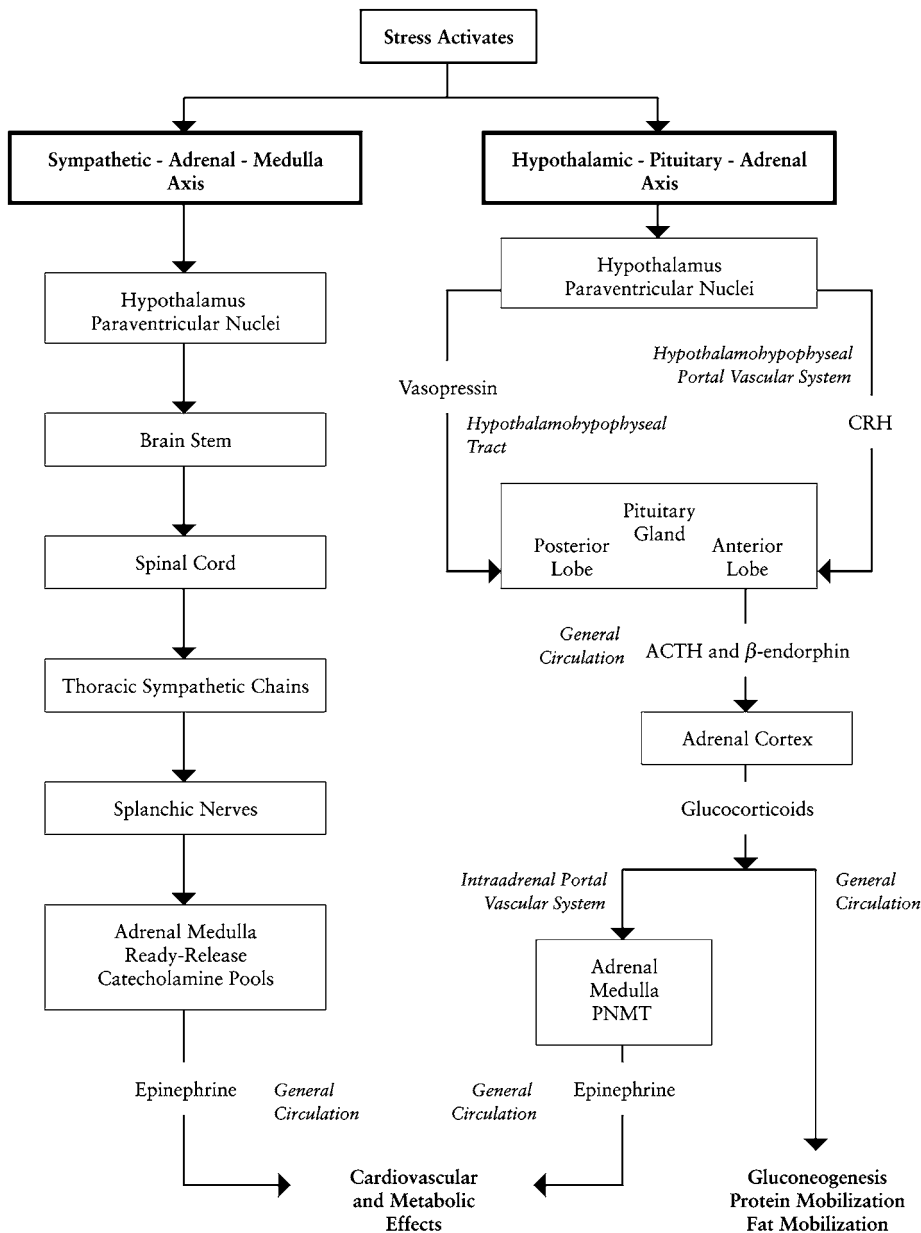 Stress Activates
Sympathetic - Adrenal - Medulla
Axis
Hypothalamus
Paraventricular Nuclei
Brain Stem
Spinal Cord
Thoracic Sympathetic Chains
Splanchic Nerves
Adrenal Medulla
Ready-Release
Catecholamine Pools
Epinephrine
General
Circulation
Hypothalamic - Pituitary - Adrenal
Axis
Hypothalamus
Paraventricular Nuclei
Vasopressin
Hypothalamohypophyseal
Tract
Hypothalamohypophyseal
Portal Vascular System
CRH
Pituitary
Gland
Posterior
Lobe
Anterior
Lobe
General
Circulation
ACTH and β-endorphin
Adrenal Cortex
Glucocorticoids
Intraadrenal Portal
Vascular System
General
Circulation
Adrenal
Medulla
PNMT
General
Circulation
Epinephrine
Cardiovascular
and Metabolic
Effects
Gluconeogenesis
Protein Mobilization
Fat Mobilization